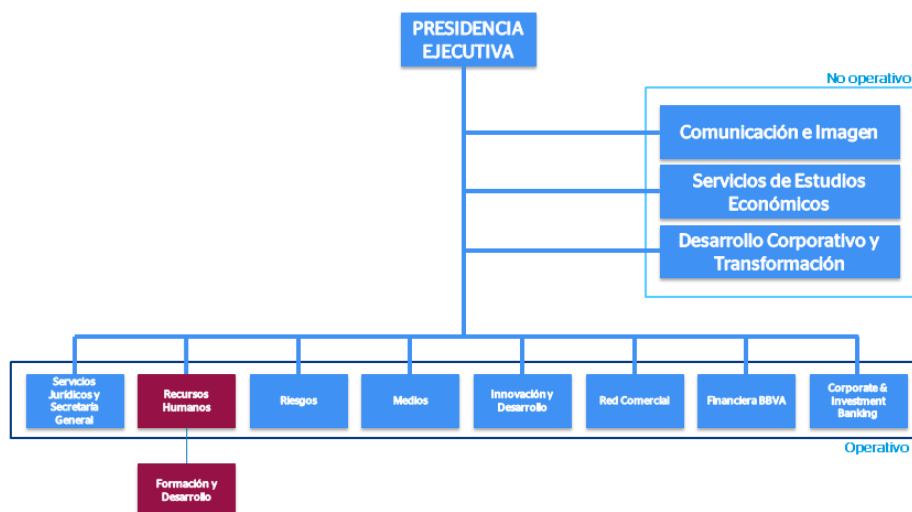 PRESIDENCIA
EJECUTIVA
No operativo
Comunicación e Imagen
Servicios de Estudios
Económicos
Desarrollo Corporativo y
Transformación
Servicios
Jurídicos y
Secretaría
General
Recursos
Humanos
Riesgos
Medios
Innovación y
Desarrollo
Red Comercial
Financiera BBVA
Corporate &
Investment
Banking
Operativo
Formación y
Desarrollo